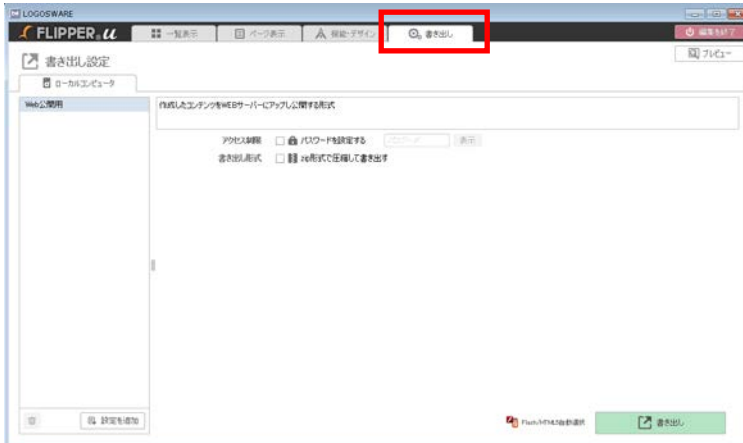 LOGOSWARE
FLIPPER u
一覧表示
ページ表示
機能・デザイン
書き出し
編集を終了
書き出し設定
プレビュー
ローカルコンピュータ
Web公開用
作成したコンテンツをWEBサーバーにアップし公開する形式
アクセス制限
パスワードを設定する
パスワード
表示
書き出し形式
zip形式で圧縮して書き出す
設定を追加
Flash/HTML5自動選択
書き出し